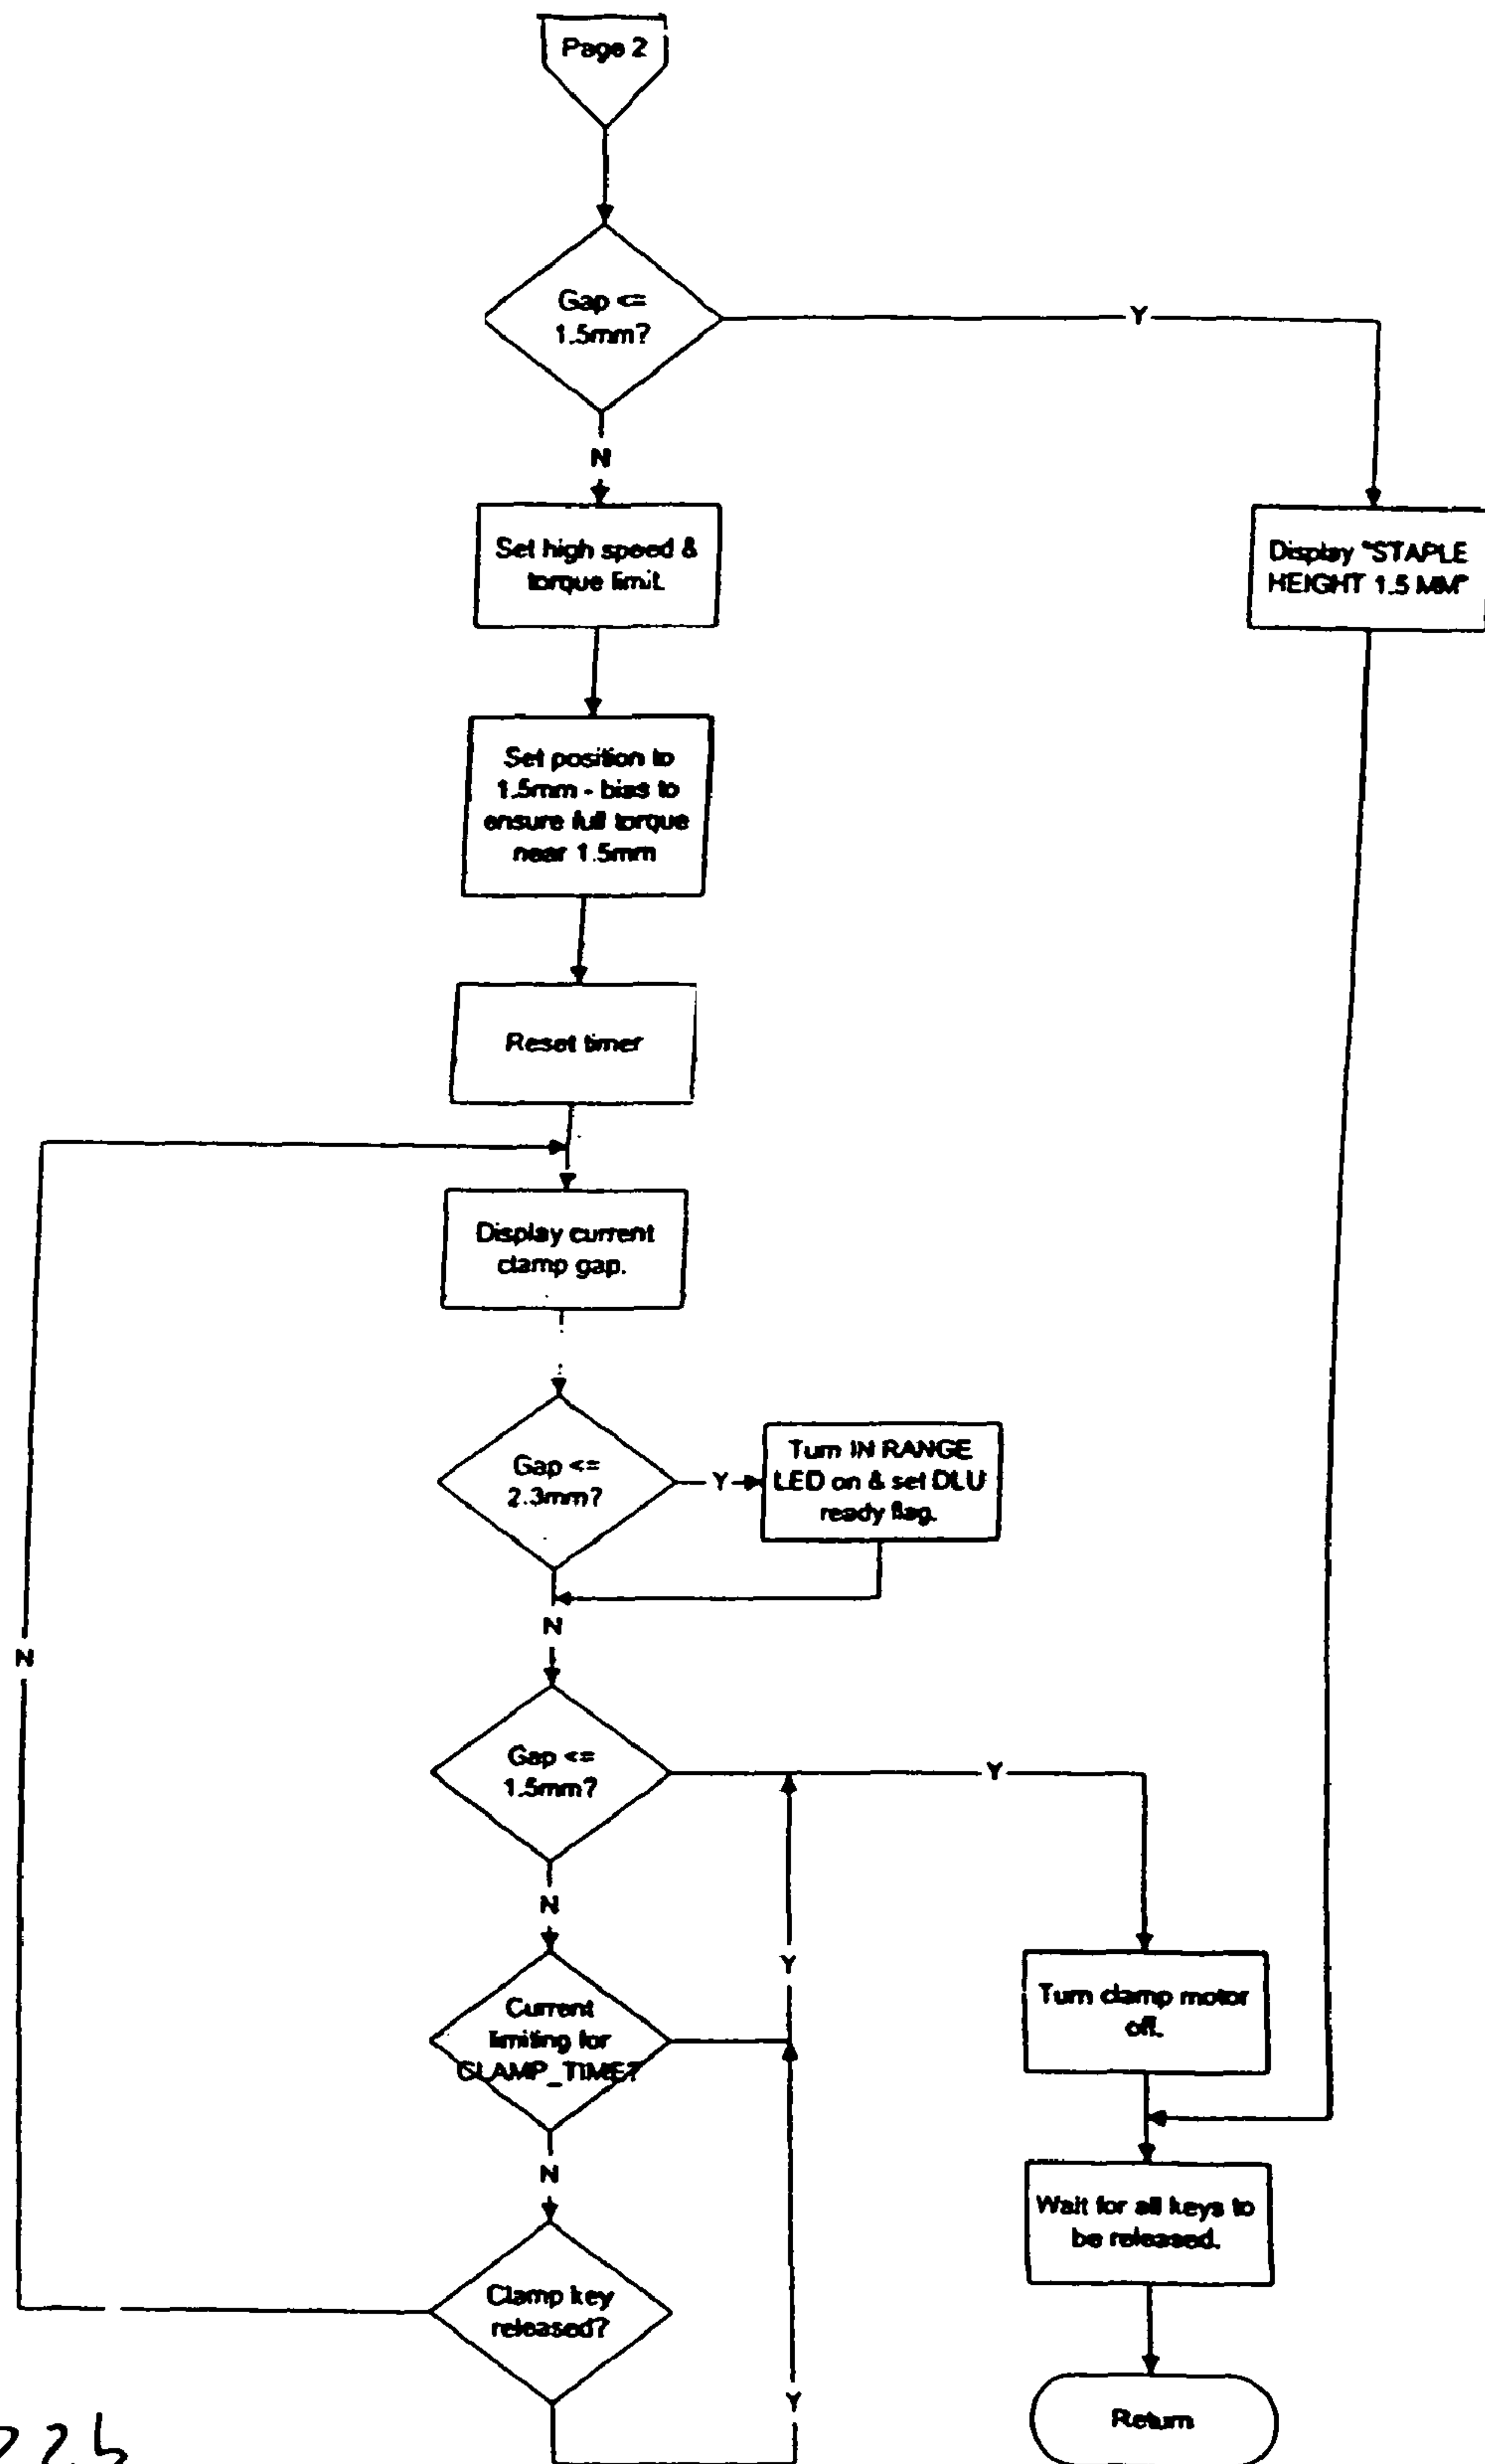 Page 2
Gap <=
1.5mm?
Y
N
Set high speed &
torque limit.
Display "STAPLE
HEIGHT 1.5 MM"
Set position to
1.5mm - bias to
ensure full torque
near 1.5mm
Reset timer
Display current
clamp gap.
Gap <=
2.3mm?
Y
Turn IN RANGE
LED on & set DLU
ready flag.
N
N
Gap <=
1.5mm?
Y
N
Y
Current
limiting for
CLAMP_TIME?
Turn clamp motor
off.
N
Wait for all keys to
be released.
Clamp key
released?
Y
Return
22b